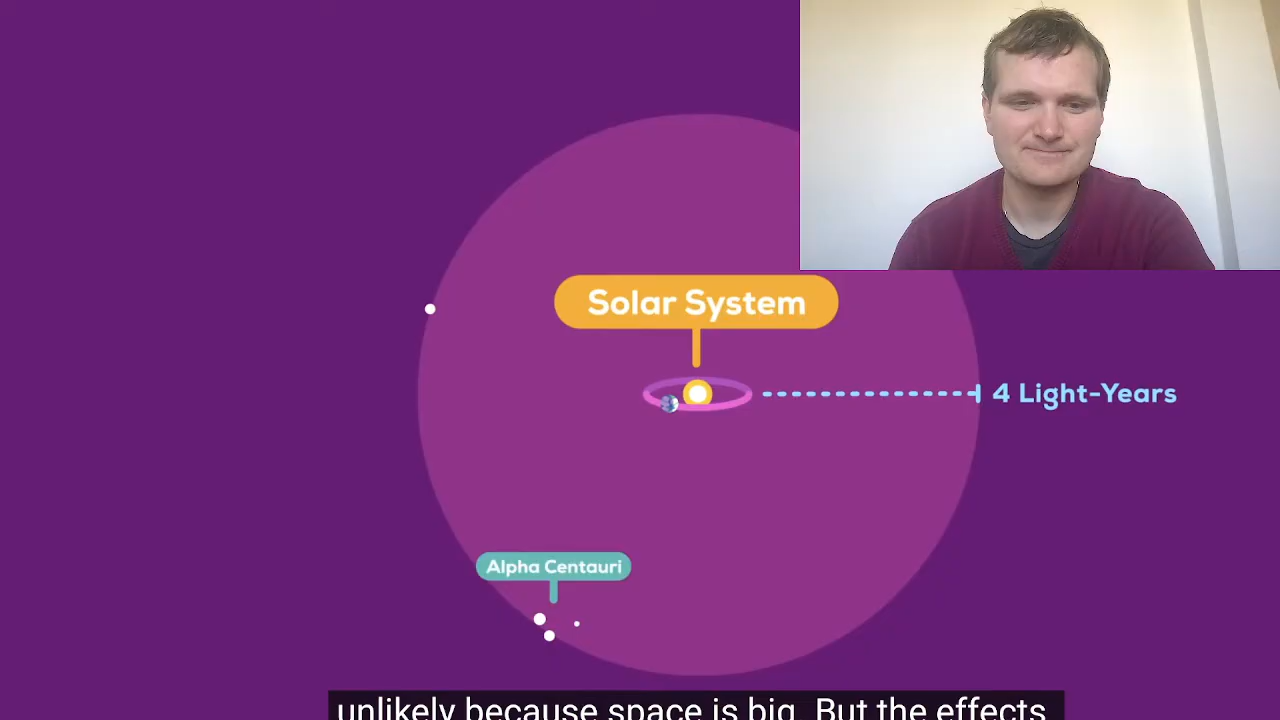 Solar System
4 Light-Years
Alpha Centauri
unlikely because space is big. But the effects